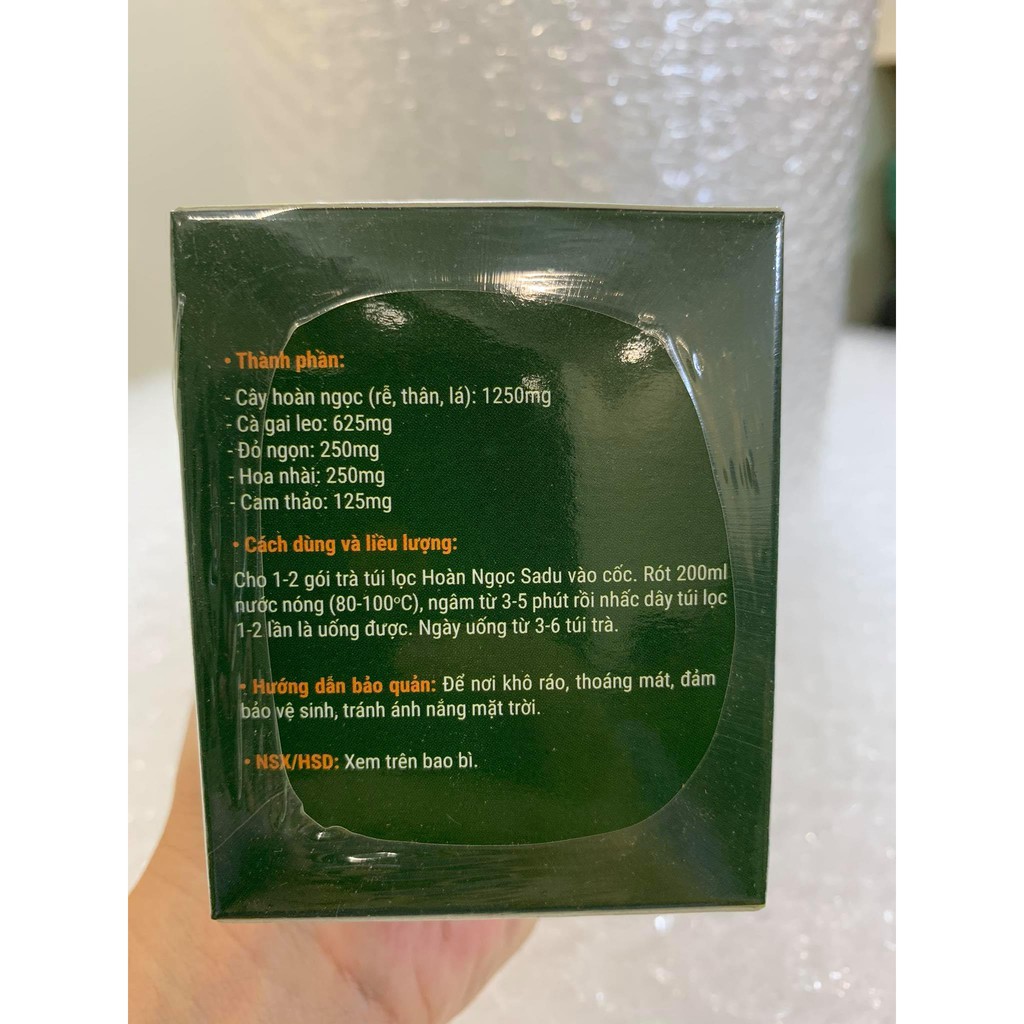 • Thành phần:
- Cây hoàn ngọc (rễ, thân, lá): 1250mg
- Cà gai leo: 625mg
- Đỏ ngọn: 250mg
- Hoa nhài: 250mg
- Cam thảo: 125mg
• Cách dùng và liều lượng:
Cho 1-2 gói trà túi lọc Hoàn Ngọc Sadu vào cốc. Rót 200ml
nước nóng (80-100°C), ngâm từ 3-5 phút rồi nhấc dây túi lọc
1-2 lần là uống được. Ngày uống từ 3-6 túi trà.
• Hướng dẫn bảo quản: Để nơi khô ráo, thoáng mát, đảm
bảo vệ sinh, tránh ánh nắng mặt trời.
• NSX/HSD: Xem trên bao bì.